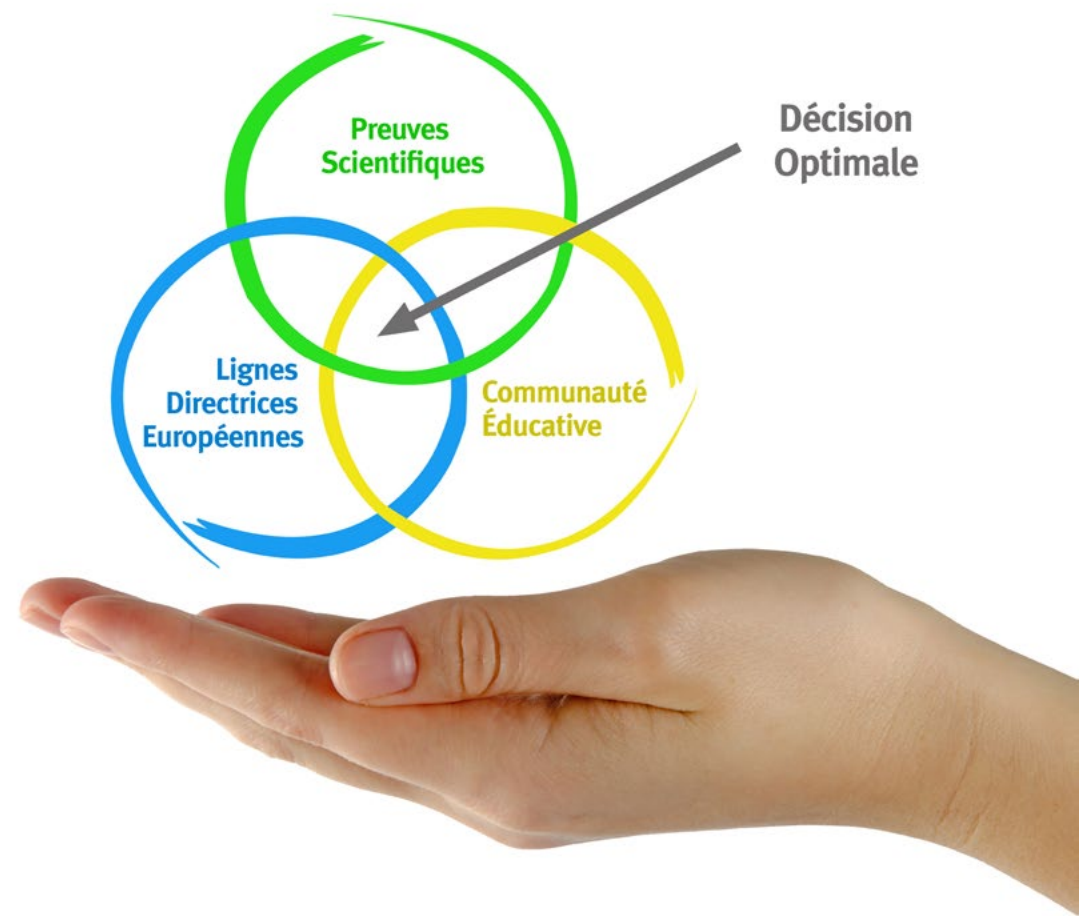 Preuves
Scientifiques
Décision
Optimale
Lignes
Directrices
Européennes
Communauté
Éducative